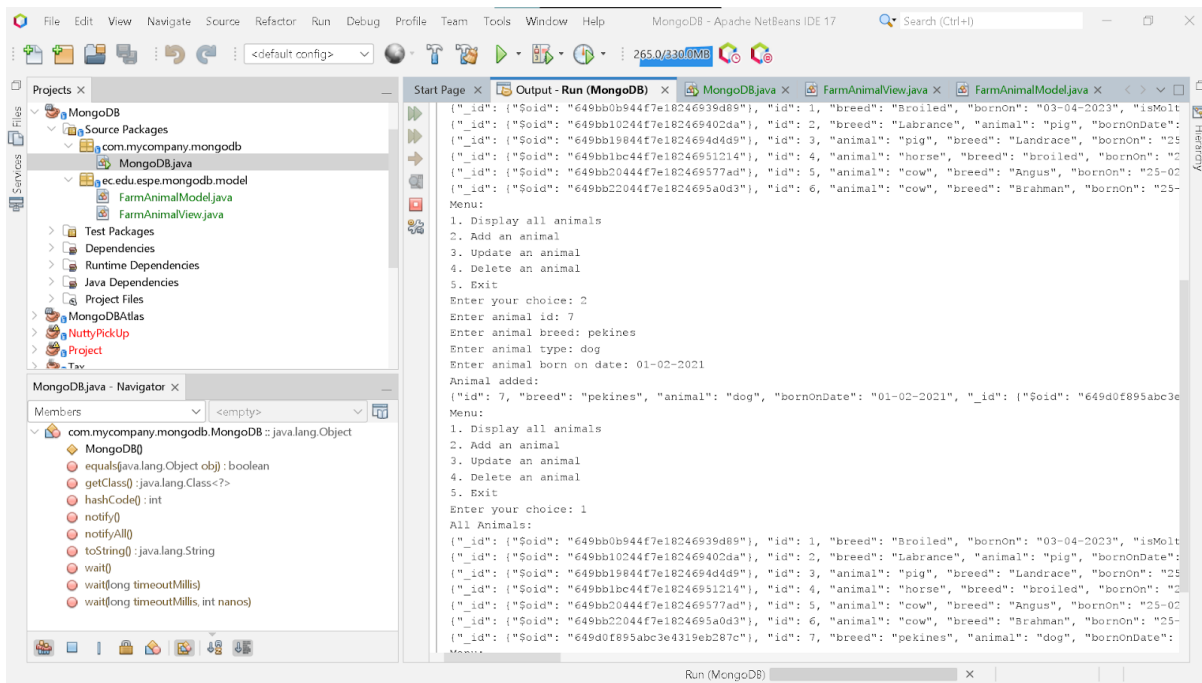 File Edit View Navigate Source Refactor Run Debug Profile Team Tools Window Help MongoDB - Apache NetBeans IDE 17 Search (Ctrl+I)
<default config> 265.0/330.0MB
Projects
Files
Services
MongoDB
Source Packages
com.mycompany.mongodb
MongoDB.java
ec.edu.espe.mongodb.model
FarmAnimalModel.java
FarmAnimalView.java
Test Packages
Dependencies
Runtime Dependencies
Java Dependencies
Project Files
MongoDBAtlas
NuttyPickUp
Project
Tax
MongoDB.java - Navigator
Members <empty>
com.mycompany.mongodb.MongoDB :: java.lang.Object
MongoDB()
equals(java.lang.Object obj) : boolean
getClass() : java.lang.Class<?>
hashCode() : int
notify()
notifyAll()
toString() : java.lang.String
wait()
wait(long timeoutMillis)
wait(long timeoutMillis, int nanos)
Start Page Output - Run (MongoDB) MongoDB.java FarmAnimalView.java FarmAnimalModel.java
{"_id": {"$oid": "649bb0b944f7e18246939d89"}, "id": 1, "breed": "Broiled", "bornOn": "03-04-2023", "isMolt
{"_id": {"$oid": "649bb10244f7e182469402da"}, "id": 2, "breed": "Labrance", "animal": "pig", "bornOnDate":
{"_id": {"$oid": "649bb19844f7e1824694d4d9"}, "id": 3, "animal": "pig", "breed": "Landrace", "bornOn": "25
{"_id": {"$oid": "649bb1bc44f7e18246951214"}, "id": 4, "animal": "horse", "breed": "broiled", "bornOn": "2
{"_id": {"$oid": "649bb20444f7e182469577ad"}, "id": 5, "animal": "cow", "breed": "Angus", "bornOn": "25-02
{"_id": {"$oid": "649bb22044f7e1824695a0d3"}, "id": 6, "animal": "cow", "breed": "Brahman", "bornOn": "25-
Menu:
1. Display all animals
2. Add an animal
3. Update an animal
4. Delete an animal
5. Exit
Enter your choice: 2
Enter animal id: 7
Enter animal breed: pekines
Enter animal type: dog
Enter animal born on date: 01-02-2021
Animal added:
{"id": 7, "breed": "pekines", "animal": "dog", "bornOnDate": "01-02-2021", "_id": {"$oid": "649d0f895abc3e
Menu:
1. Display all animals
2. Add an animal
3. Update an animal
4. Delete an animal
5. Exit
Enter your choice: 1
All Animals:
{"_id": {"$oid": "649bb0b944f7e18246939d89"}, "id": 1, "breed": "Broiled", "bornOn": "03-04-2023", "isMolt
{"_id": {"$oid": "649bb10244f7e182469402da"}, "id": 2, "breed": "Labrance", "animal": "pig", "bornOnDate":
{"_id": {"$oid": "649bb19844f7e1824694d4d9"}, "id": 3, "animal": "pig", "breed": "Landrace", "bornOn": "25
{"_id": {"$oid": "649bb1bc44f7e18246951214"}, "id": 4, "animal": "horse", "breed": "broiled", "bornOn": "2
{"_id": {"$oid": "649bb20444f7e182469577ad"}, "id": 5, "animal": "cow", "breed": "Angus", "bornOn": "25-02
{"_id": {"$oid": "649bb22044f7e1824695a0d3"}, "id": 6, "animal": "cow", "breed": "Brahman", "bornOn": "25-
{"_id": {"$oid": "649d0f895abc3e4319eb287c"}, "id": 7, "breed": "pekines", "animal": "dog", "bornOnDate":
Menu:
Hierarchy
Run (MongoDB)